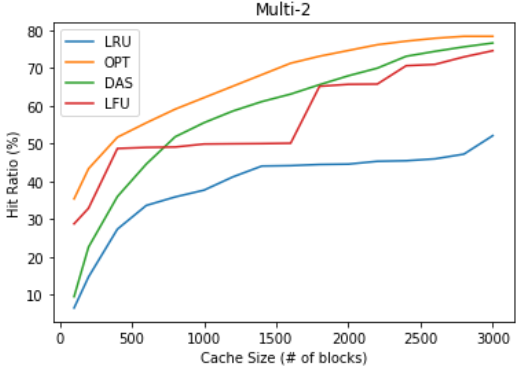 Multi-2
80
70
60
50
40
30
20
10
Hit Ratio (%)
LRU
OPT
DAS
LFU
0 500 1000 1500 2000 2500 3000
Cache Size (# of blocks)